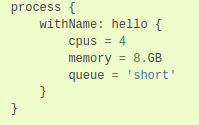 process {
    withName: hello {
        cpus = 4
        memory = 8.GB
        queue = 'short'
    }
}